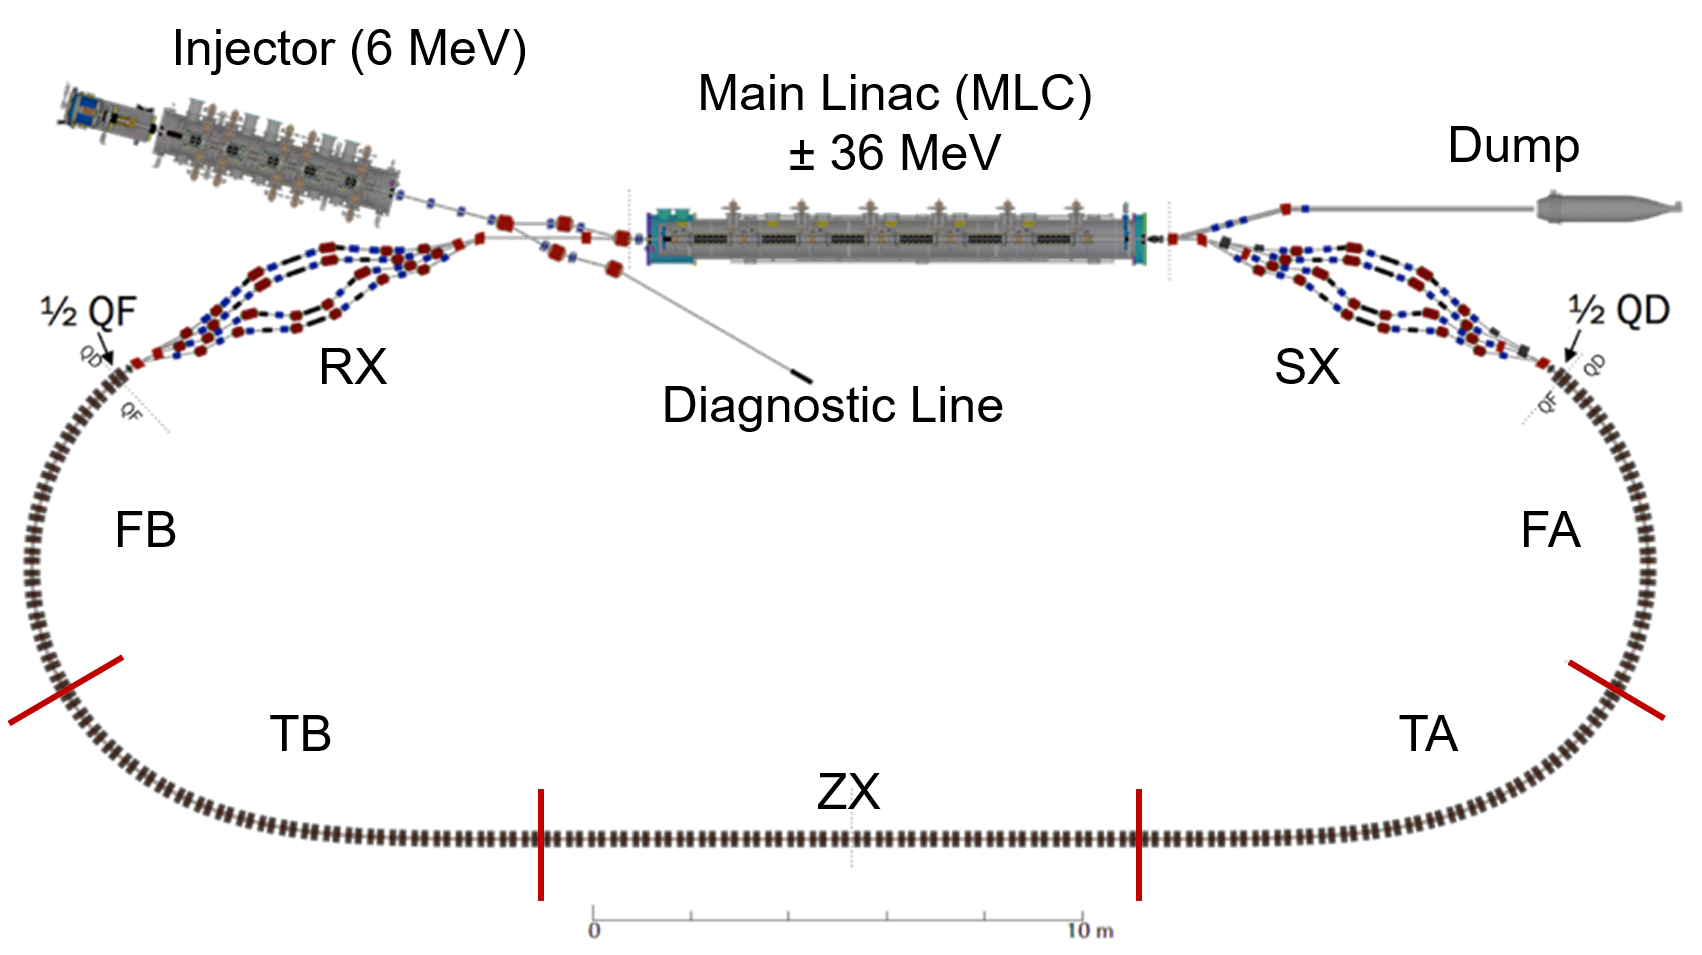 Injector (6 MeV)
Main Linac (MLC)
± 36 MeV
Dump
½ QF
½ QD
QD
QF
RX
SX
QD
QF
Diagnostic Line
FB
FA
TB
TA
ZX
0
10 m